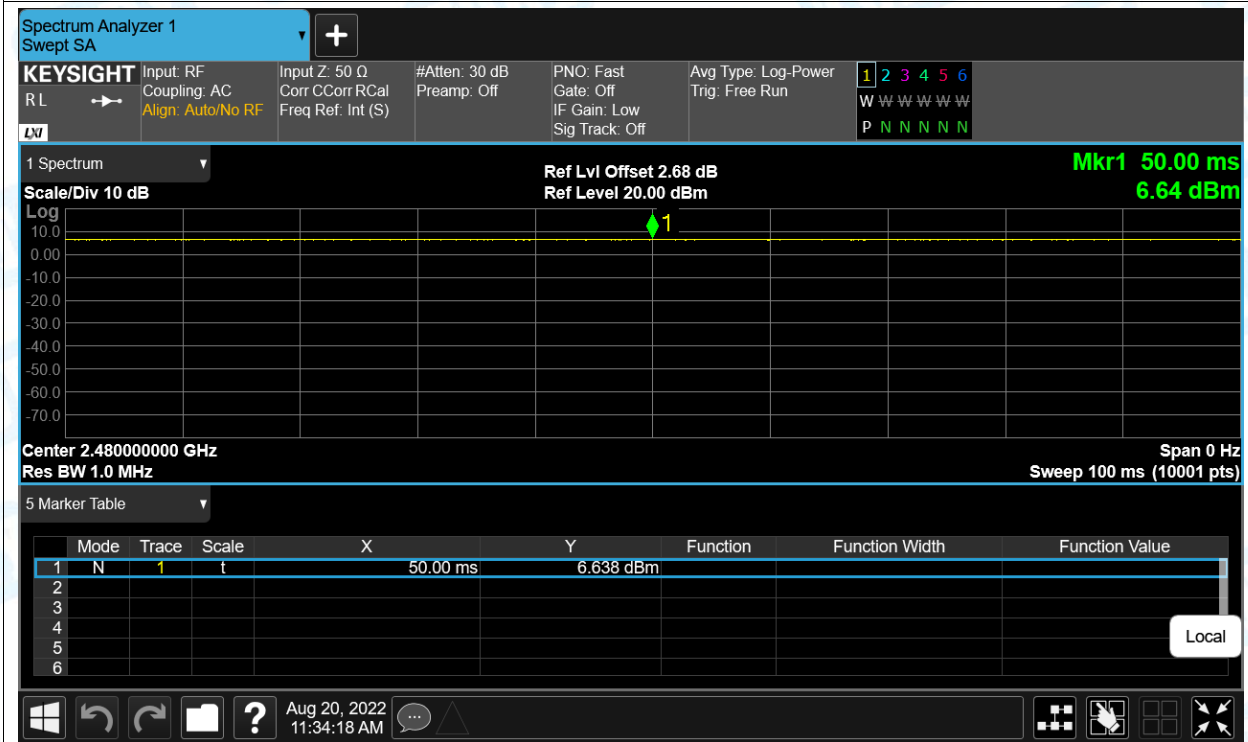 Spectrum Analyzer 1
Swept SA
+
KEYSIGHT Input: RF Input Z: 50 Ω #Atten: 30 dB PNO: Fast Avg Type: Log-Power 1 2 3 4 5 6
R L Coupling: AC Corr CCorr RCal Preamp: Off Gate: Off Trig: Free Run W W W W W W
Align: Auto/No RF Freq Ref: Int (S) IF Gain: Low
LXI Sig Track: Off P N N N N N
1 Spectrum Ref Lvl Offset 2.68 dB Mkr1 50.00 ms
Scale/Div 10 dB Ref Level 20.00 dBm 6.64 dBm
Log 1
10.0
0.00
-10.0
-20.0
-30.0
-40.0
-50.0
-60.0
-70.0
Center 2.480000000 GHz Span 0 Hz
Res BW 1.0 MHz Sweep 100 ms (10001 pts)
5 Marker Table
Mode Trace Scale X Y Function Function Width Function Value
1 N 1 t 50.00 ms 6.638 dBm
2
3
4
5
6
Local
? Aug 20, 2022
11:34:18 AM